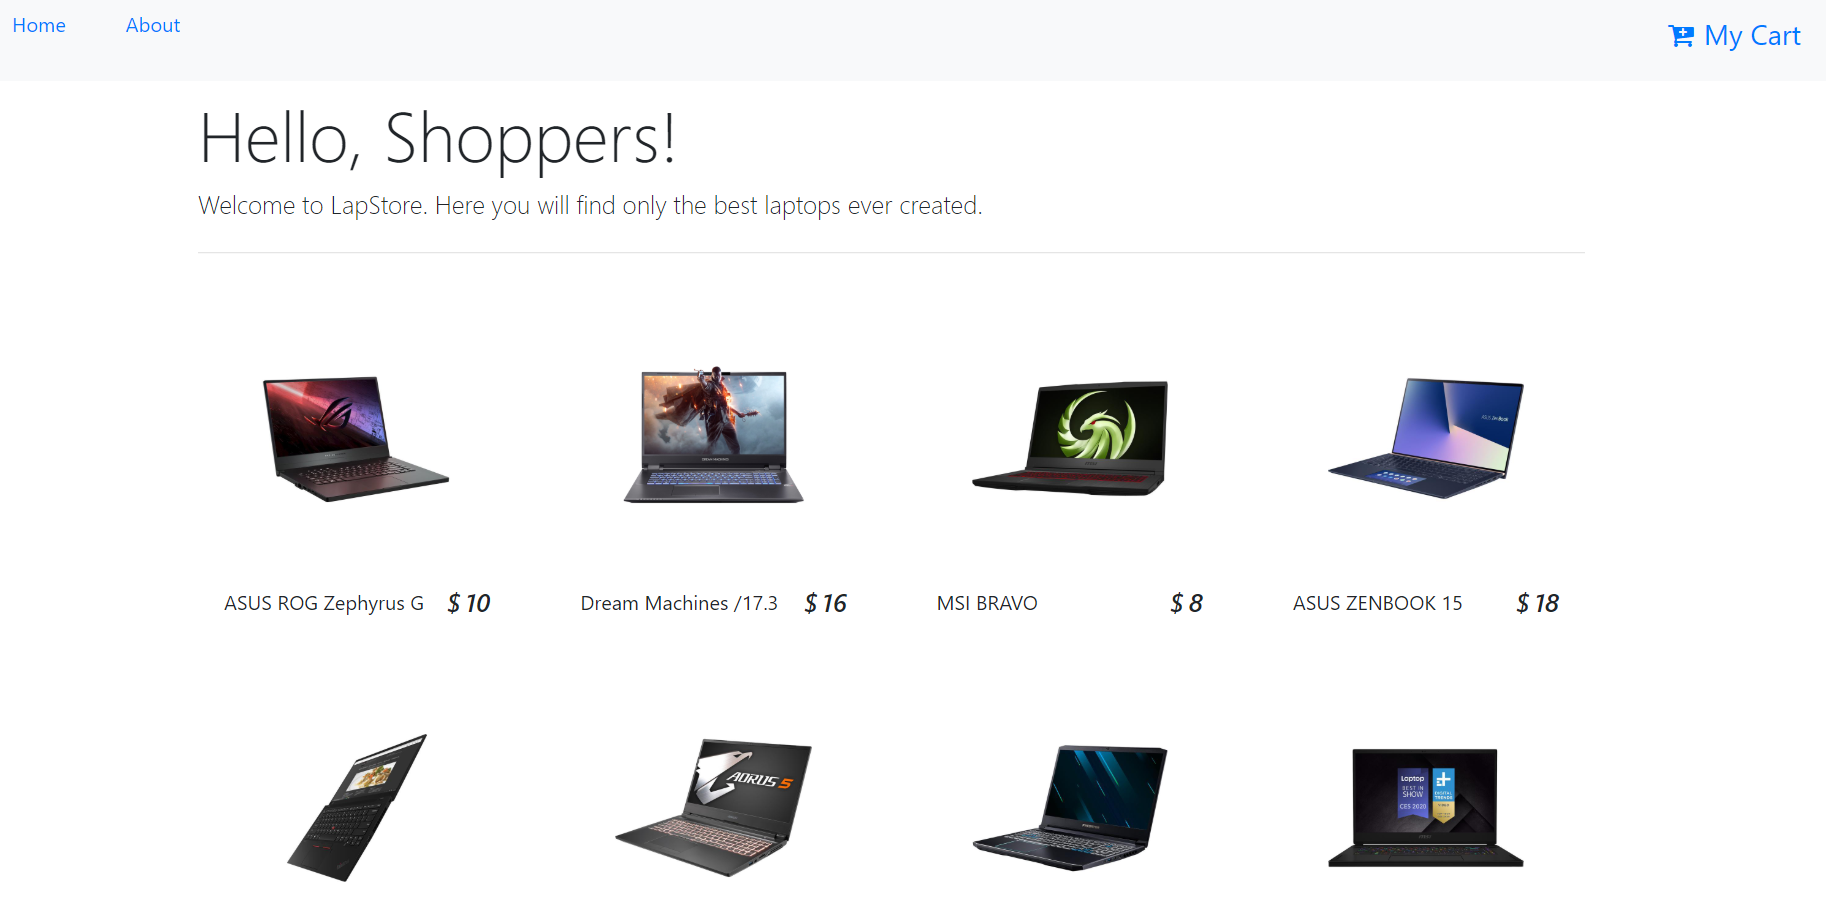 Home About My Cart
Hello, Shoppers!
Welcome to LapStore. Here you will find only the best laptops ever created.
ASUS ROG Zephyrus G $ 10 Dream Machines /17.3 $ 16 MSI BRAVO $ 8 ASUS ZENBOOK 15 $ 18
AORUS 5
Laptop
BEST IN
SHOW
CES 2020
DIGITAL
TRENDS